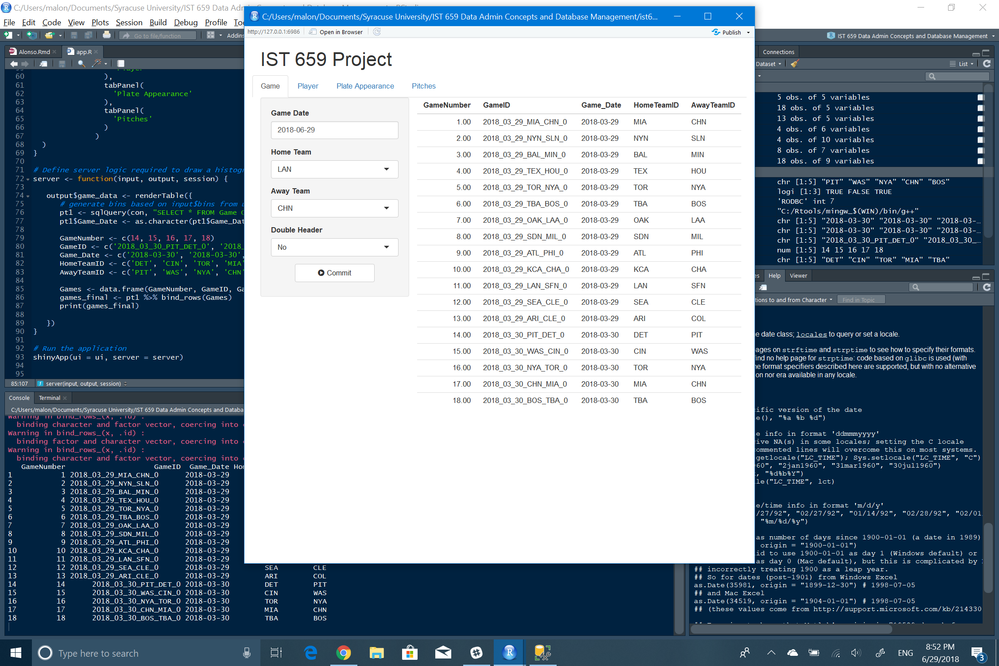 C:/Users/malon/Documents/Syracuse University/IST 659 Data Adm
File Edit Code View Plots Session Build Debug Profile
Go to file/function Addins
IST 659 Data Admin Concepts and Database Management
Alonso.Rmd app.R
60 ),
61 tabPanel(
62 'Plate Appearance'
63 ),
64 tabPanel(
65 'Pitches'
66 )
67 )
68 )
69 }
70
71 # Define server logic required to draw a histogr
72 server <- function(input, output, session) {
73
74 output$game_data <- renderTable({
75 # generate bins based on input$bins from u
76 pt1 <- sqlQuery(con, "SELECT * FROM Game O
77 pt1$Game_Date <- as.character(pt1$Game_Dat
78
79 GameNumber <- c(14, 15, 16, 17, 18)
80 GameID <- c('2018_03_30_PIT_DET_0', '2018_
81 Game_Date <- c('2018-03-30', '2018-03-30',
82 HomeTeamID <- c('DET', 'CIN', 'TOR', 'MIA'
83 AwayTeamID <- c('PIT', 'WAS', 'NYA', 'CHN'
84
85 Games <- data.frame(GameNumber, GameID, Ga
86 games_final <- pt1 %>% bind_rows(Games)
87 print(games_final)
88
89 })
90 }
91
92 # Run the application
93 shinyApp(ui = ui, server = server)
94
95
85:107 server(input, output, session)
Console Terminal
C:/Users/malon/Documents/Syracuse University/IST 659 Data Admin Concepts and Databa
Warning in bind_rows_(x, .id) :
binding character and factor vector, coercing into
Warning in bind_rows_(x, .id) :
binding factor and character vector, coercing into
Warning in bind_rows_(x, .id) :
binding character and factor vector, coercing into
GameNumber GameID Game_Date Hom
1 1 2018_03_29_MIA_CHN_0 2018-03-29
2 2 2018_03_29_NYN_SLN_0 2018-03-29
3 3 2018_03_29_BAL_MIN_0 2018-03-29
4 4 2018_03_29_TEX_HOU_0 2018-03-29
5 5 2018_03_29_TOR_NYA_0 2018-03-29
6 6 2018_03_29_TBA_BOS_0 2018-03-29
7 7 2018_03_29_OAK_LAA_0 2018-03-29
8 8 2018_03_29_SDN_MIL_0 2018-03-29
9 9 2018_03_29_ATL_PHI_0 2018-03-29
10 10 2018_03_29_KCA_CHA_0 2018-03-29
11 11 2018_03_29_LAN_SFN_0 2018-03-29
12 12 2018_03_29_SEA_CLE_0 2018-03-29 SEA CLE
13 13 2018_03_29_ARI_CLE_0 2018-03-29 ARI COL
14 14 2018_03_30_PIT_DET_0 2018-03-30 DET PIT
15 15 2018_03_30_WAS_CIN_0 2018-03-30 CIN WAS
16 16 2018_03_30_NYA_TOR_0 2018-03-30 TOR NYA
17 17 2018_03_30_CHN_MIA_0 2018-03-30 MIA CHN
18 18 2018_03_30_BOS_TBA_0 2018-03-30 TBA BOS
C:/Users/malon/Documents/Syracuse University/IST 659 Data Admin Concepts and Database Management/ist6...
http://127.0.0.1:6986 Open in Browser Publish
IST 659 Project
Game Player Plate Appearance Pitches
Game Date
2018-06-29
Home Team
LAN
Away Team
CHN
Double Header
No
Commit
GameNumber GameID Game_Date HomeTeamID AwayTeamID
1.00 2018_03_29_MIA_CHN_0 2018-03-29 MIA CHN
2.00 2018_03_29_NYN_SLN_0 2018-03-29 NYN SLN
3.00 2018_03_29_BAL_MIN_0 2018-03-29 BAL MIN
4.00 2018_03_29_TEX_HOU_0 2018-03-29 TEX HOU
5.00 2018_03_29_TOR_NYA_0 2018-03-29 TOR NYA
6.00 2018_03_29_TBA_BOS_0 2018-03-29 TBA BOS
7.00 2018_03_29_OAK_LAA_0 2018-03-29 OAK LAA
8.00 2018_03_29_SDN_MIL_0 2018-03-29 SDN MIL
9.00 2018_03_29_ATL_PHI_0 2018-03-29 ATL PHI
10.00 2018_03_29_KCA_CHA_0 2018-03-29 KCA CHA
11.00 2018_03_29_LAN_SFN_0 2018-03-29 LAN SFN
12.00 2018_03_29_SEA_CLE_0 2018-03-29 SEA CLE
13.00 2018_03_29_ARI_CLE_0 2018-03-29 ARI COL
14.00 2018_03_30_PIT_DET_0 2018-03-30 DET PIT
15.00 2018_03_30_WAS_CIN_0 2018-03-30 CIN WAS
16.00 2018_03_30_NYA_TOR_0 2018-03-30 TOR NYA
17.00 2018_03_30_CHN_MIA_0 2018-03-30 MIA CHN
18.00 2018_03_30_BOS_TBA_0 2018-03-30 TBA BOS
Connections
Dataset List
5 obs. of 5 variables
18 obs. of 5 variables
13 obs. of 5 variables
4 obs. of 6 variables
4 obs. of 10 variables
8 obs. of 7 variables
18 obs. of 9 variables
chr [1:5] "PIT" "WAS" "NYA" "CHN" "BOS"
logi [1:3] TRUE FALSE TRUE
'RODBC' int 7
"C:/Rtools/mingw_$(WIN)/bin/g++"
chr [1:5] "2018-03-30" "2018-03-30" "2018-03-...
chr [1:5] "2018-03-30" "2018-03-30" "2018-03-...
chr [1:5] "2018_03_30_PIT_DET_0" "2018_03_30_...
num [1:5] 14 15 16 17 18
chr [1:5] "DET" "CIN" "TOR" "MIA" "TBA"
es Help Viewer
tions to and from Character Find in Topic
e date class; locales to query or set a locale.
ages on strftime and strptime to see how to specify their formats.
find no help page for strptime: code based on glibc is used (with
e format specifiers described here are supported, but with no alternative
on nor era available in any locale.
ific version of the date
e(), "%a %b %d")
e info in format 'ddmmmyyyy'
ive NA(s) in some locales; setting the C locale
ommented lines will overcome this on most systems.
getlocale("LC_TIME"); Sys.setlocale("LC_TIME", "C")
60", "2jan1960", "31mar1960", "30jul1960")
, "%d%b%Y")
le("LC_TIME", lct)
e/time info in format 'm/d/y'
/27/92", "02/27/92", "01/14/92", "02/28/92", "02/01
"%m/%d/%y")
as number of days since 1900-01-01 (a date in 1989)
origin = "1900-01-01")
id to use 1900-01-01 as day 1 (Windows default) or
as day 0 (Mac default), but this is complicated by
## incorrectly treating 1900 as a leap year.
## So for dates (post-1901) from Windows Excel
as.Date(35981, origin = "1899-12-30") # 1998-07-05
## and Mac Excel
as.Date(34519, origin = "1904-01-01") # 1998-07-05
## (these values come from http://support.microsoft.com/kb/214330
Type here to search
ENG
8:52 PM
6/29/2018
3